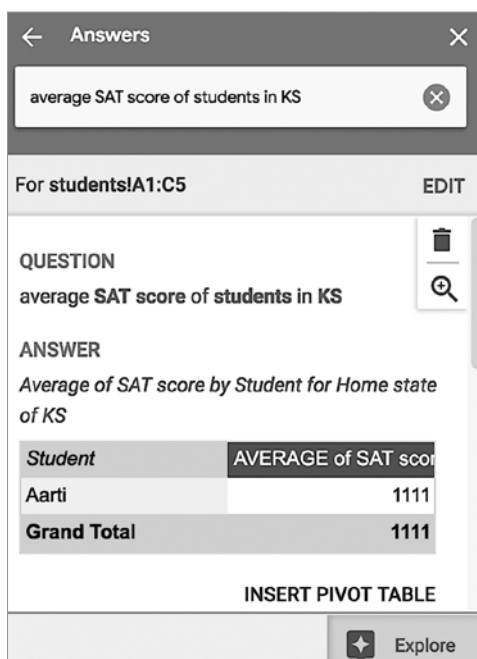 Answers
average SAT score of students in KS
For students!A1:C5 EDIT
QUESTION
average SAT score of students in KS
ANSWER
Average of SAT score by Student for Home state
of KS
Student AVERAGE of SAT scor
Aarti 1111
Grand Total 1111
INSERT PIVOT TABLE
Explore